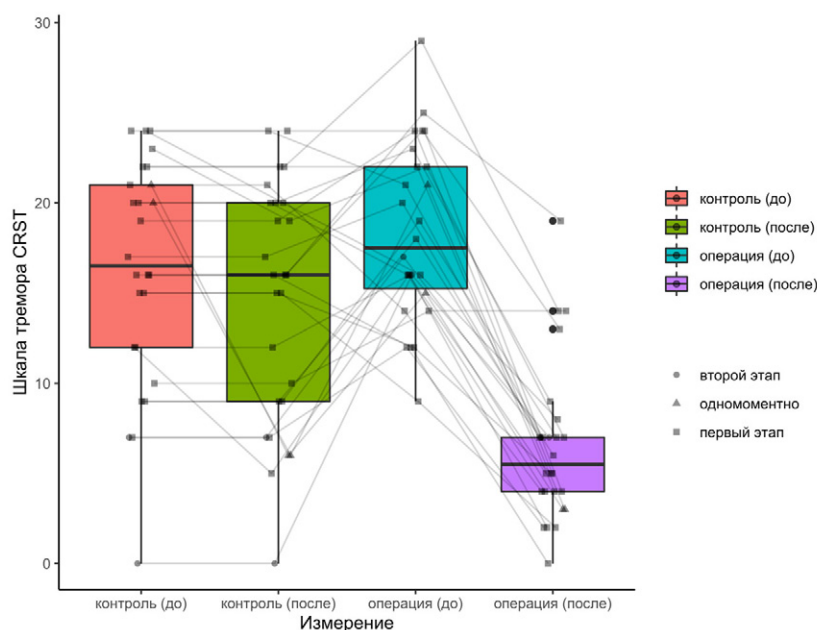 30
20
10
0
Шкала тремора CRST
контроль (до)
контроль (после)
операция (до)
операция (после)
Измерение
контроль (до)
контроль (после)
операция (до)
операция (после)
второй этап
одномоментно
первый этап